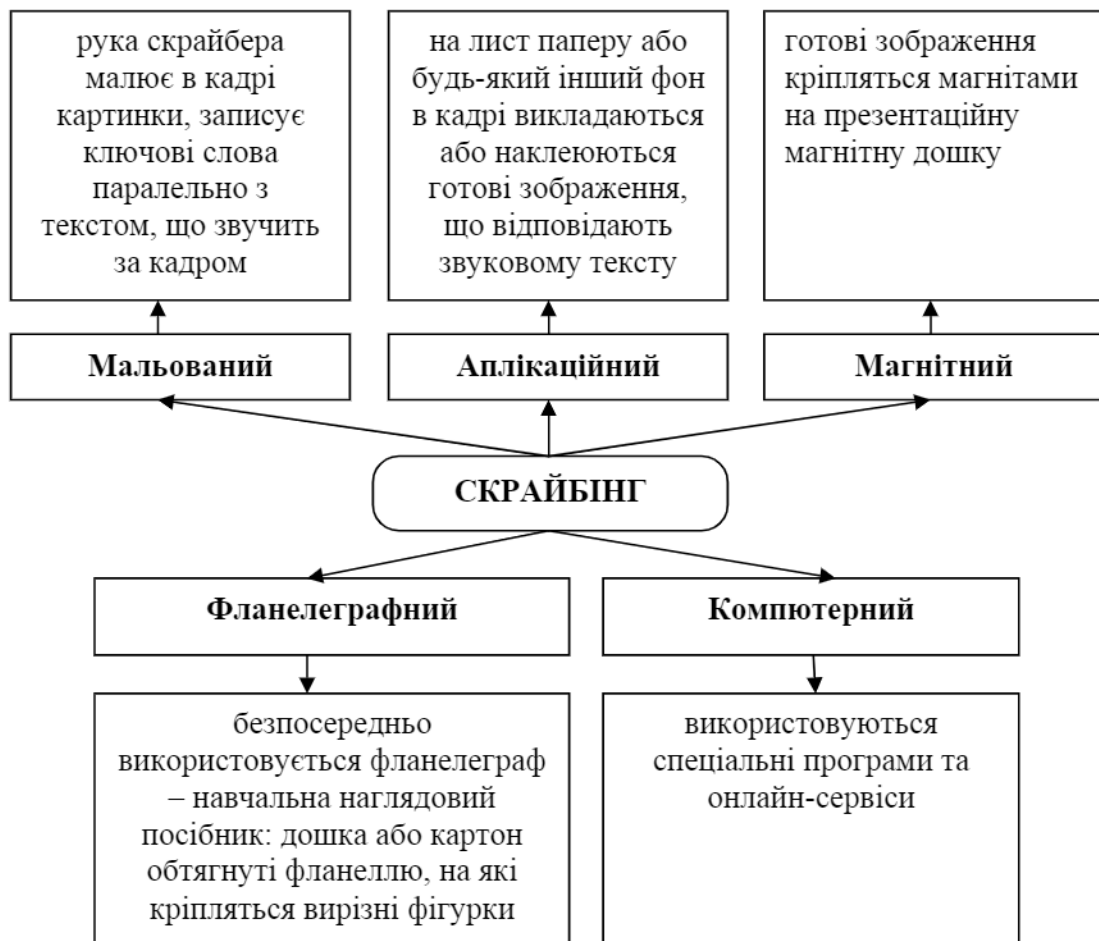 рука скрайбера
малює в кадрі
картинки, записує
ключові слова
паралельно з
текстом, що звучить
за кадром
на лист паперу або
будь-який інший фон
в кадрі викладаються
або наклеюються
готові зображення,
що відповідають
звуковому тексту
готові зображення
кріпляться магнітами
на презентаційну
магнітну дошку
Мальований
Аплікаційний
Магнітний
СКРАЙБІНГ
Фланелеграфний
Компютерний
безпосередньо
використовується фланелеграф
– навчальна наглядовий
посібник: дошка або картон
обтягнуті фланеллю, на які
кріпляться вирізні фігурки
використовуються
спеціальні програми та
онлайн-сервіси